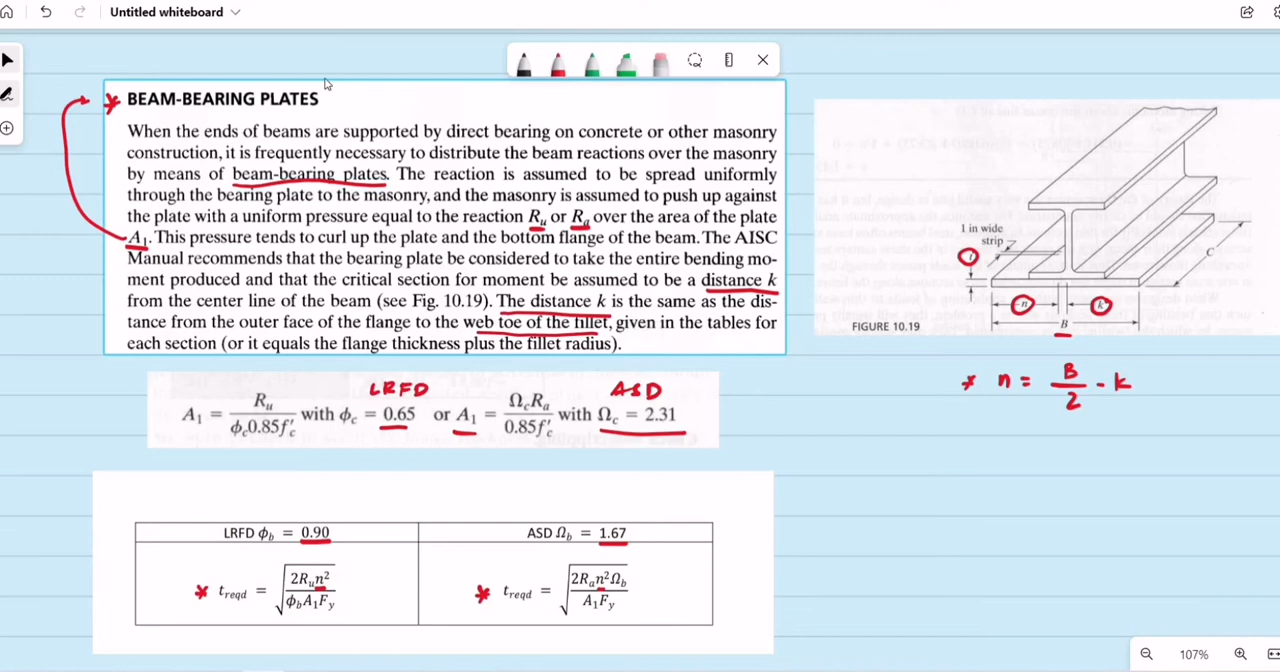 Untitled whiteboard
* BEAM-BEARING PLATES
When the ends of beams are supported by direct bearing on concrete or other masonry
construction, it is frequently necessary to distribute the beam reactions over the masonry
by means of beam-bearing plates. The reaction is assumed to be spread uniformly
through the bearing plate to the masonry, and the masonry is assumed to push up against
the plate with a uniform pressure equal to the reaction Rᵤ or Rₐ over the area of the plate
A₁. This pressure tends to curl up the plate and the bottom flange of the beam. The AISC
Manual recommends that the bearing plate be considered to take the entire bending mo-
ment produced and that the critical section for moment be assumed to be a distance k
from the center line of the beam (see Fig. 10.19). The distance k is the same as the dis-
tance from the outer face of the flange to the web toe of the fillet, given in the tables for
each section (or it equals the flange thickness plus the fillet radius).
1 in wide
strip
C
n
k
B
FIGURE 10.19
* n = B/2 - k
LRFD ASD
A₁ = Rᵤ/ϕc0.85f′c with ϕc = 0.65 or A₁ = ΩcRₐ/0.85f′c with Ωc = 2.31
LRFD ϕb = 0.90
ASD Ωb = 1.67
* t reqd = √(2Rᵤn²/ϕbA₁Fy)
* t reqd = √(2Rₐn²Ωb/A₁Fy)
107%